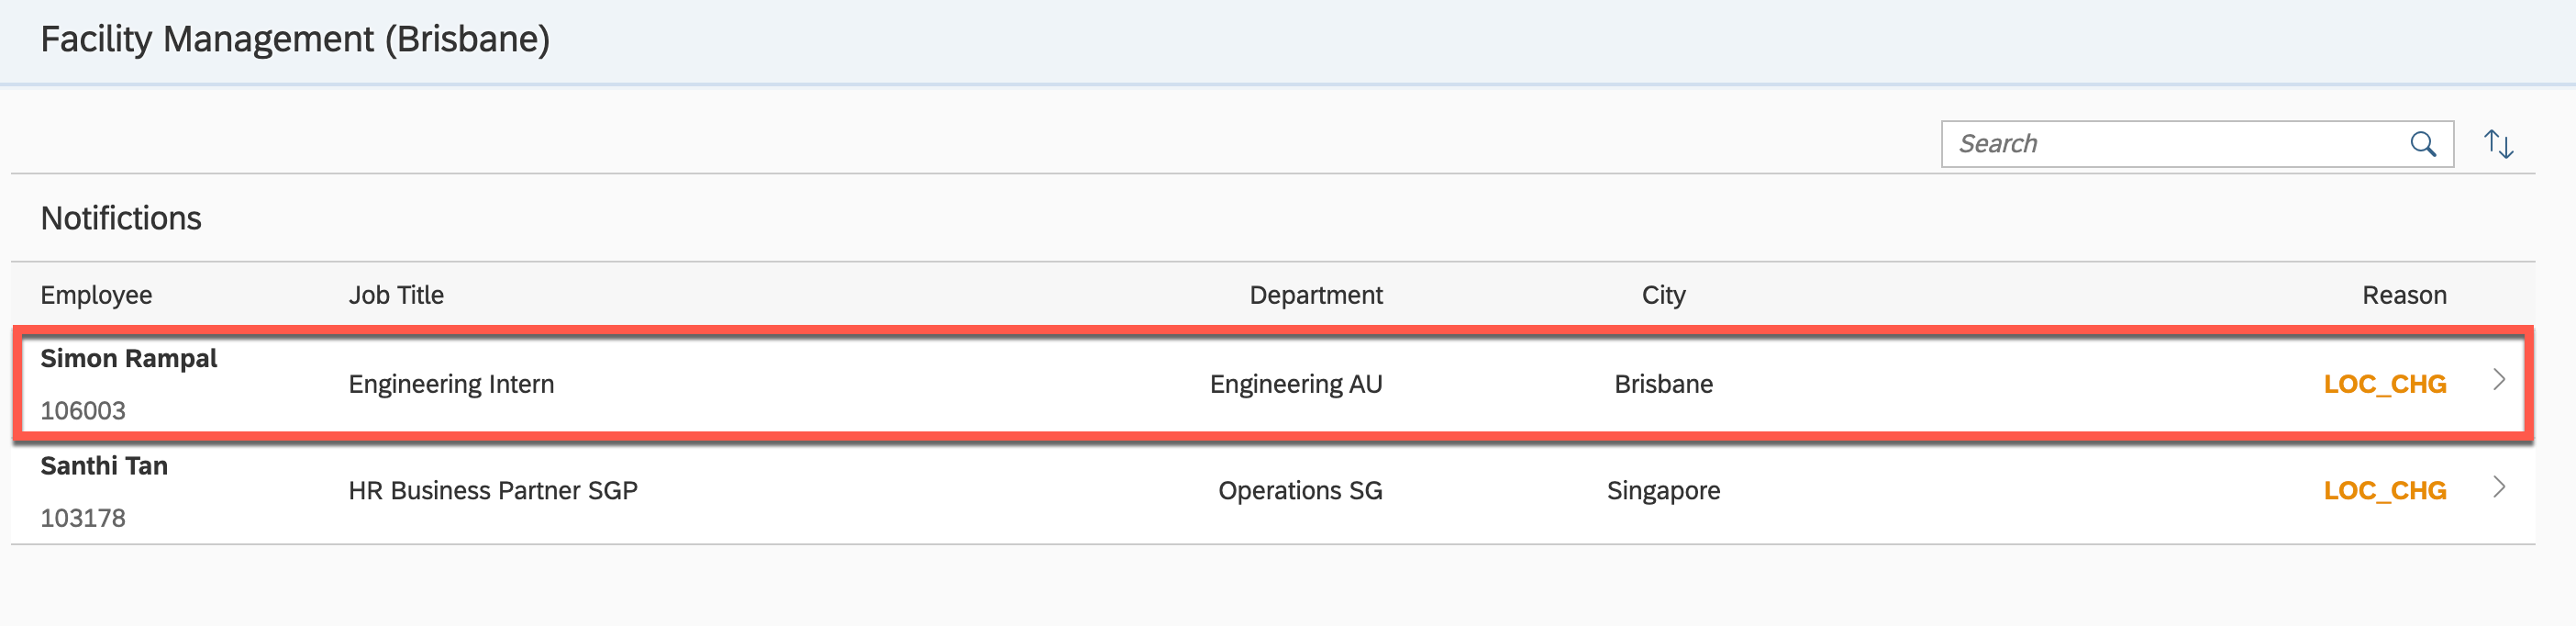 Facility Management (Brisbane)
Search
Notifictions
Employee Job Title Department City Reason
Simon Rampal
Engineering Intern Engineering AU Brisbane LOC_CHG
106003
Santhi Tan
HR Business Partner SGP Operations SG Singapore LOC_CHG
103178